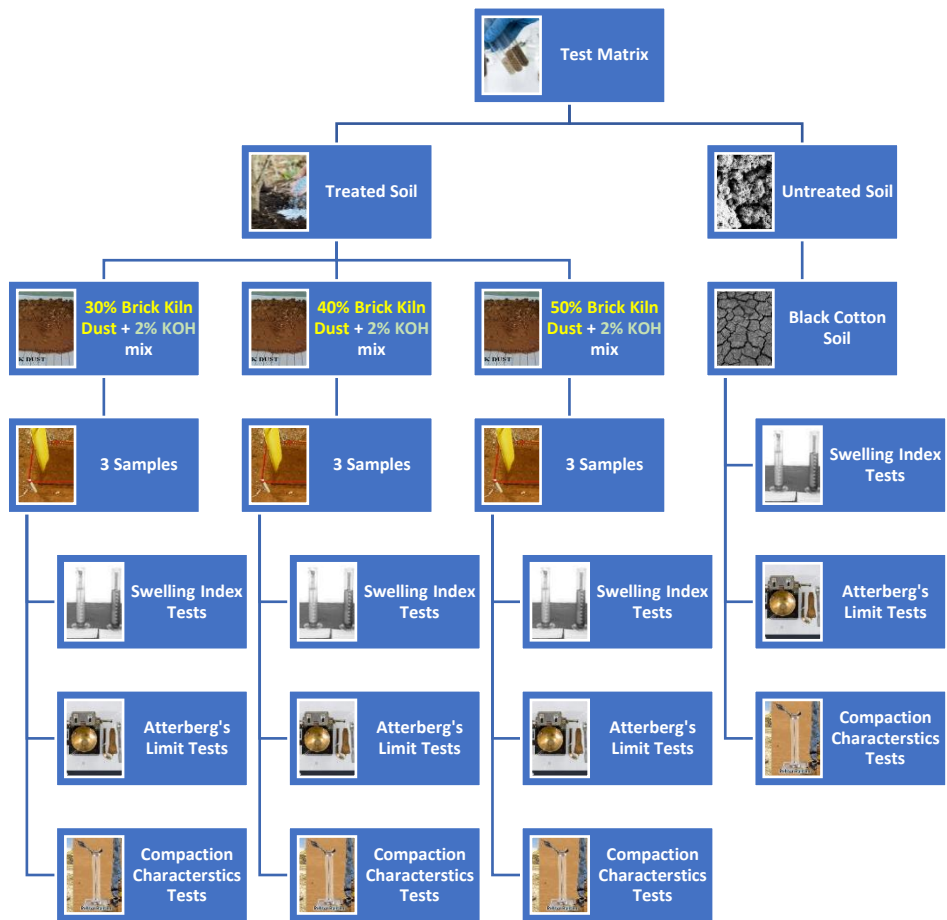 Test Matrix
Treated Soil
Untreated Soil
30% Brick Kiln
Dust + 2% KOH
mix
40% Brick Kiln
Dust + 2% KOH
mix
50% Brick Kiln
Dust + 2% KOH
mix
Black Cotton
Soil
K DUST
K DUST
K DUST
3 Samples
3 Samples
3 Samples
Swelling Index
Tests
Swelling Index
Tests
Swelling Index
Tests
Swelling Index
Tests
Atterberg's
Limit Tests
Atterberg's
Limit Tests
Atterberg's
Limit Tests
Atterberg's
Limit Tests
Compaction
Characterstics
Tests
Compaction
Characterstics
Tests
Compaction
Characterstics
Tests
Compaction
Characterstics
Tests